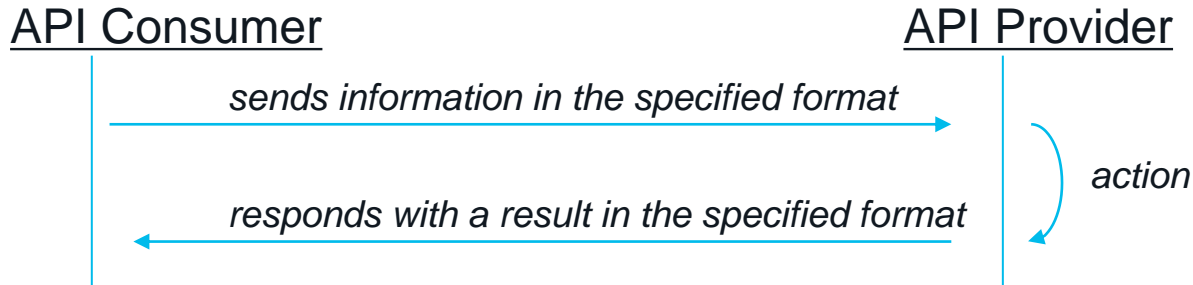 API Consumer
API Provider
sends information in the specified format
action
responds with a result in the specified format